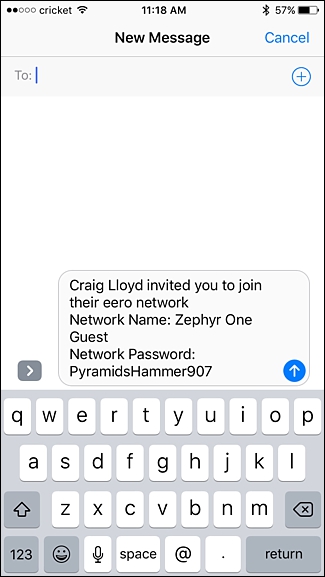 cricket 11:18 AM 57%
New Message Cancel
To:
Craig Lloyd invited you to join
their eero network
Network Name: Zephyr One
Guest
Network Password:
PyramidsHammer907
q w e r t y u i o p
a s d f g h j k l
z x c v b n m
123 space @ . return